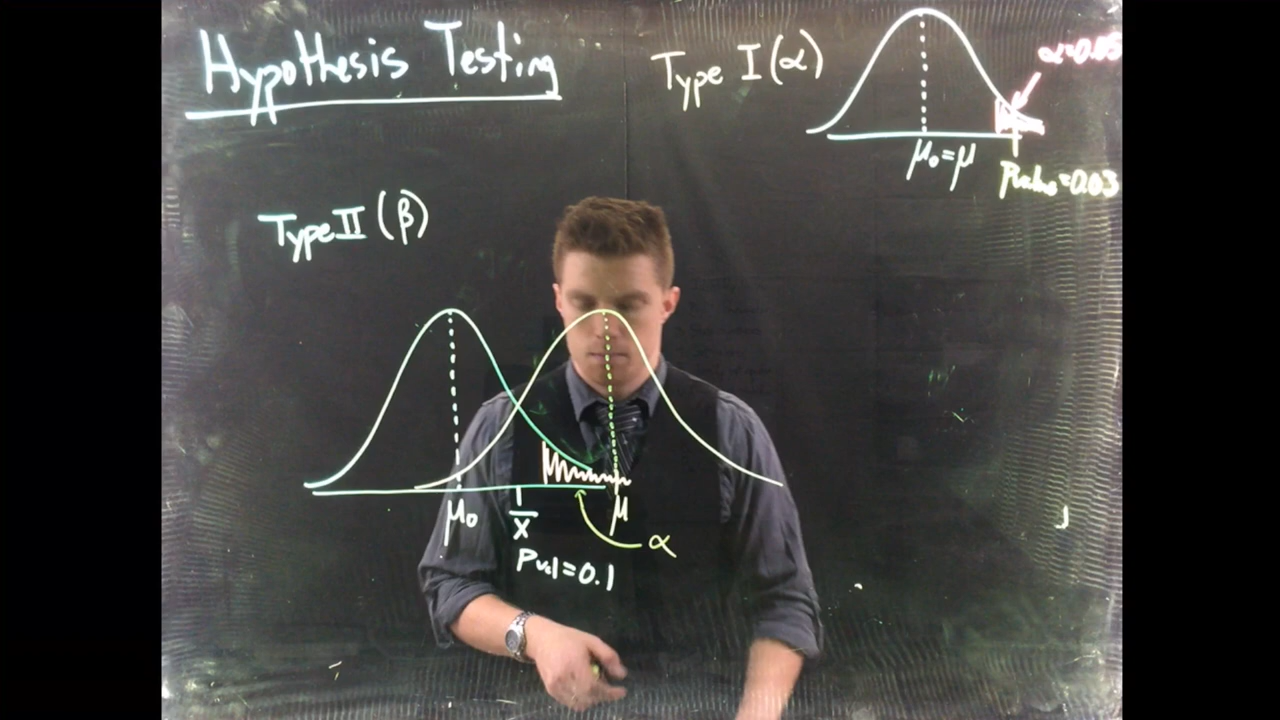 Hypothesis Testing
Type I (α)
α=0.05
μ₀=μ
Pvalue=0.03
Type II (β)
μ₀
x̄
μ
α
Pval=0.1